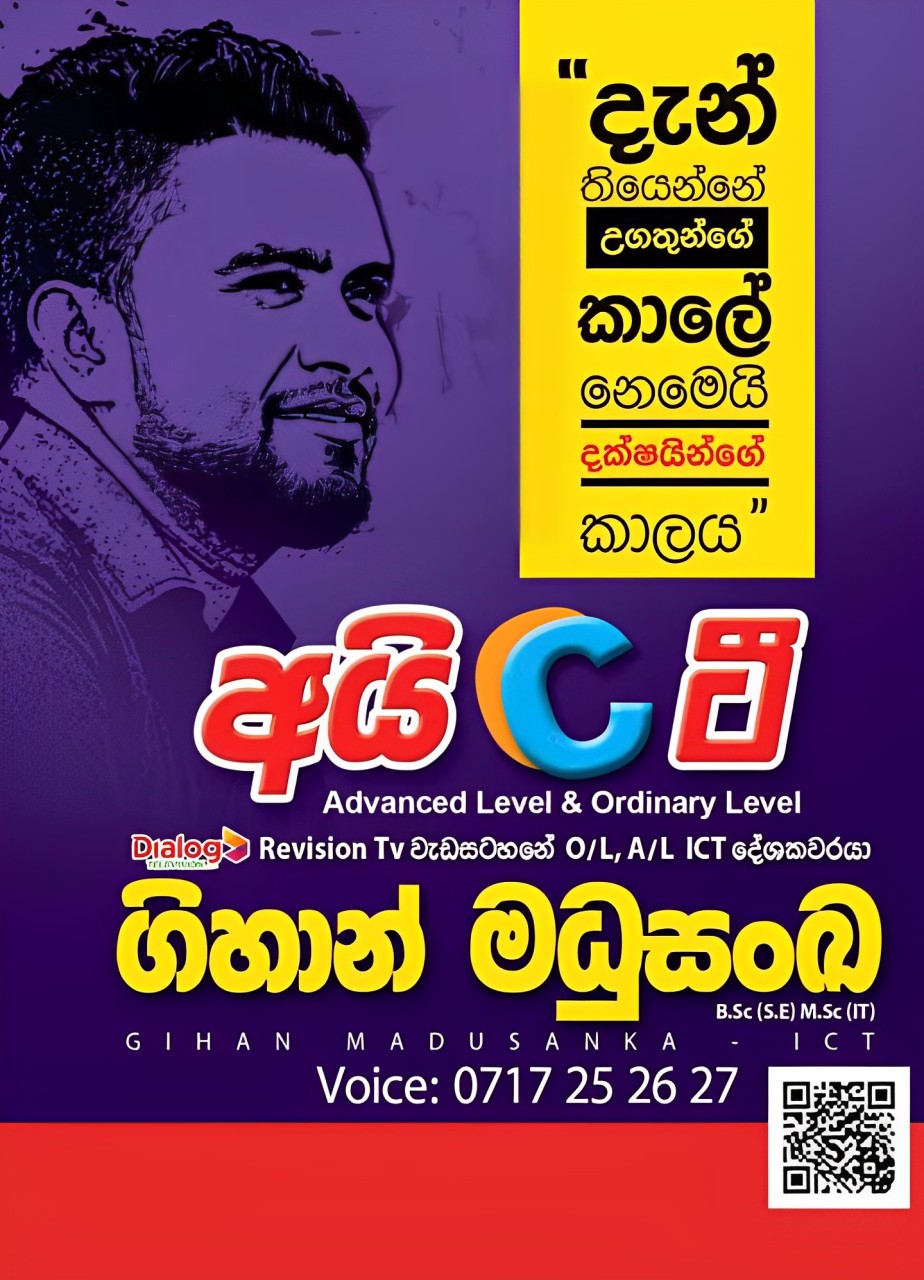 “දැන්
තියෙන්නේ
උගතුන්ගේ
කාලේ
නෙමෙයි
දක්ෂයින්ගේ
කාලය”
අයි C ටී
Advanced Level & Ordinary Level
Dialog TELEVISION Revision Tv වැඩසටහනේ O/L, A/L ICT දේශකවරයා
ගිහාන් මධුසංඛ
B.Sc (S.E) M.Sc (IT)
GIHAN MADUSANKA - ICT
Voice: 0717 25 26 27